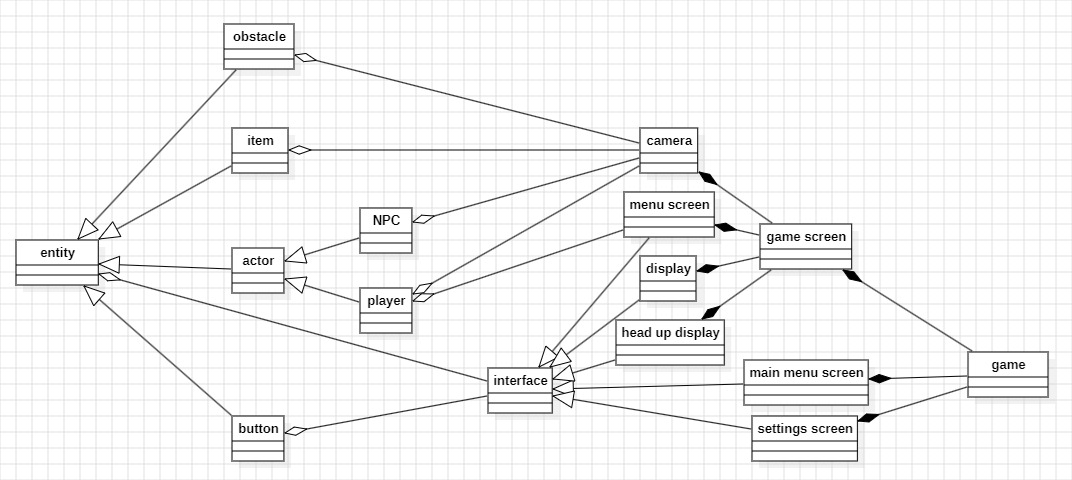 obstacle
item
camera
NPC
menu screen
game screen
entity
actor
display
player
head up display
interface
main menu screen
game
button
settings screen